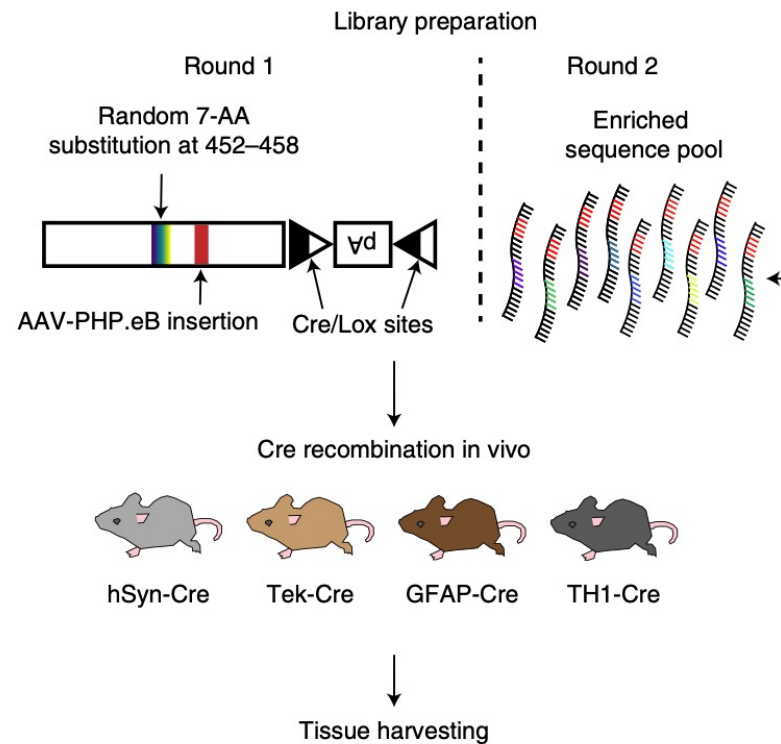 Library preparation
Round 1
Round 2
Random 7-AA
substitution at 452–458
Enriched
sequence pool
pA
AAV-PHP.eB insertion
Cre/Lox sites
Cre recombination in vivo
hSyn-Cre
Tek-Cre
GFAP-Cre
TH1-Cre
Tissue harvesting